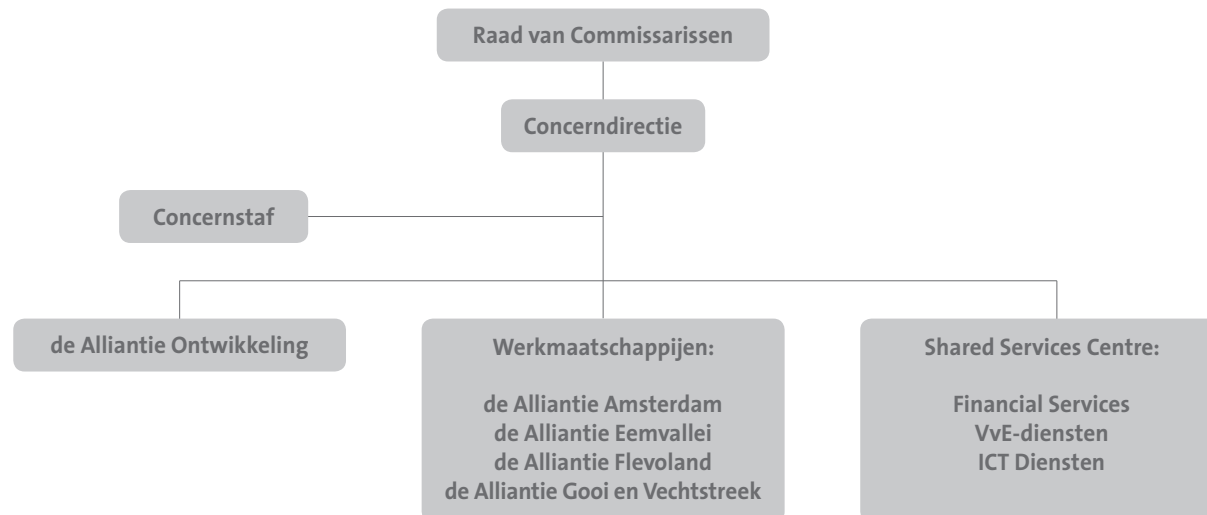 Raad van Commissarissen
Concerndirectie
Concernstaf
de Alliantie Ontwikkeling
Werkmaatschappijen:
de Alliantie Amsterdam
de Alliantie Eemvallei
de Alliantie Flevoland
de Alliantie Gooi en Vechtstreek
Shared Services Centre:
Financial Services
VvE-diensten
ICT Diensten